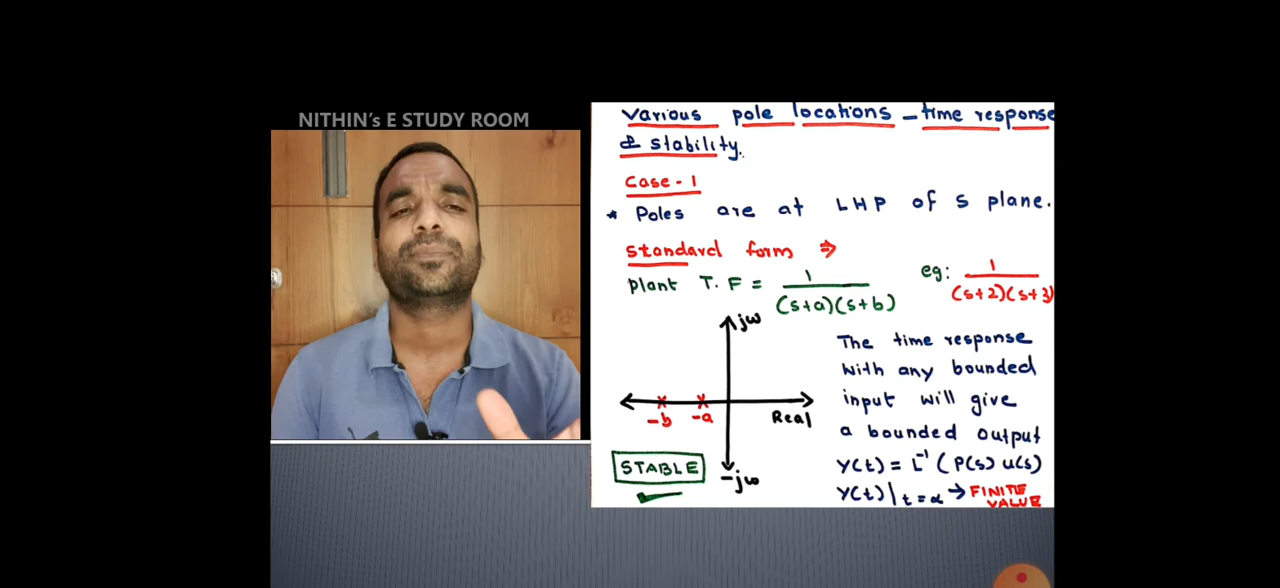 NITHIN's E STUDY ROOM
Various pole locations - time response
& stability.
Case - 1
* Poles are at LHP of S plane.
Standard form ⇒
Plant T.F = 1 / (s+a)(s+b)
eg: 1 / (s+2)(s+3)
jω
-b -a Real
-jω
STABLE
The time response
with any bounded
input will give
a bounded output
Y(t) = L⁻¹ (P(s) U(s)
Y(t)|t=α → FINITE
VALUE